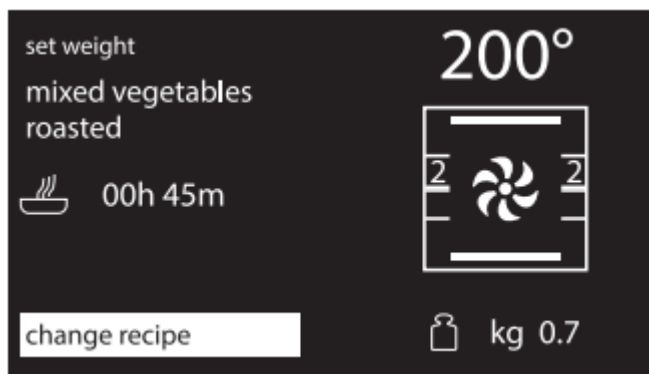 set weight
200°
mixed vegetables
roasted
2 2
00h 45m
change recipe
kg 0.7